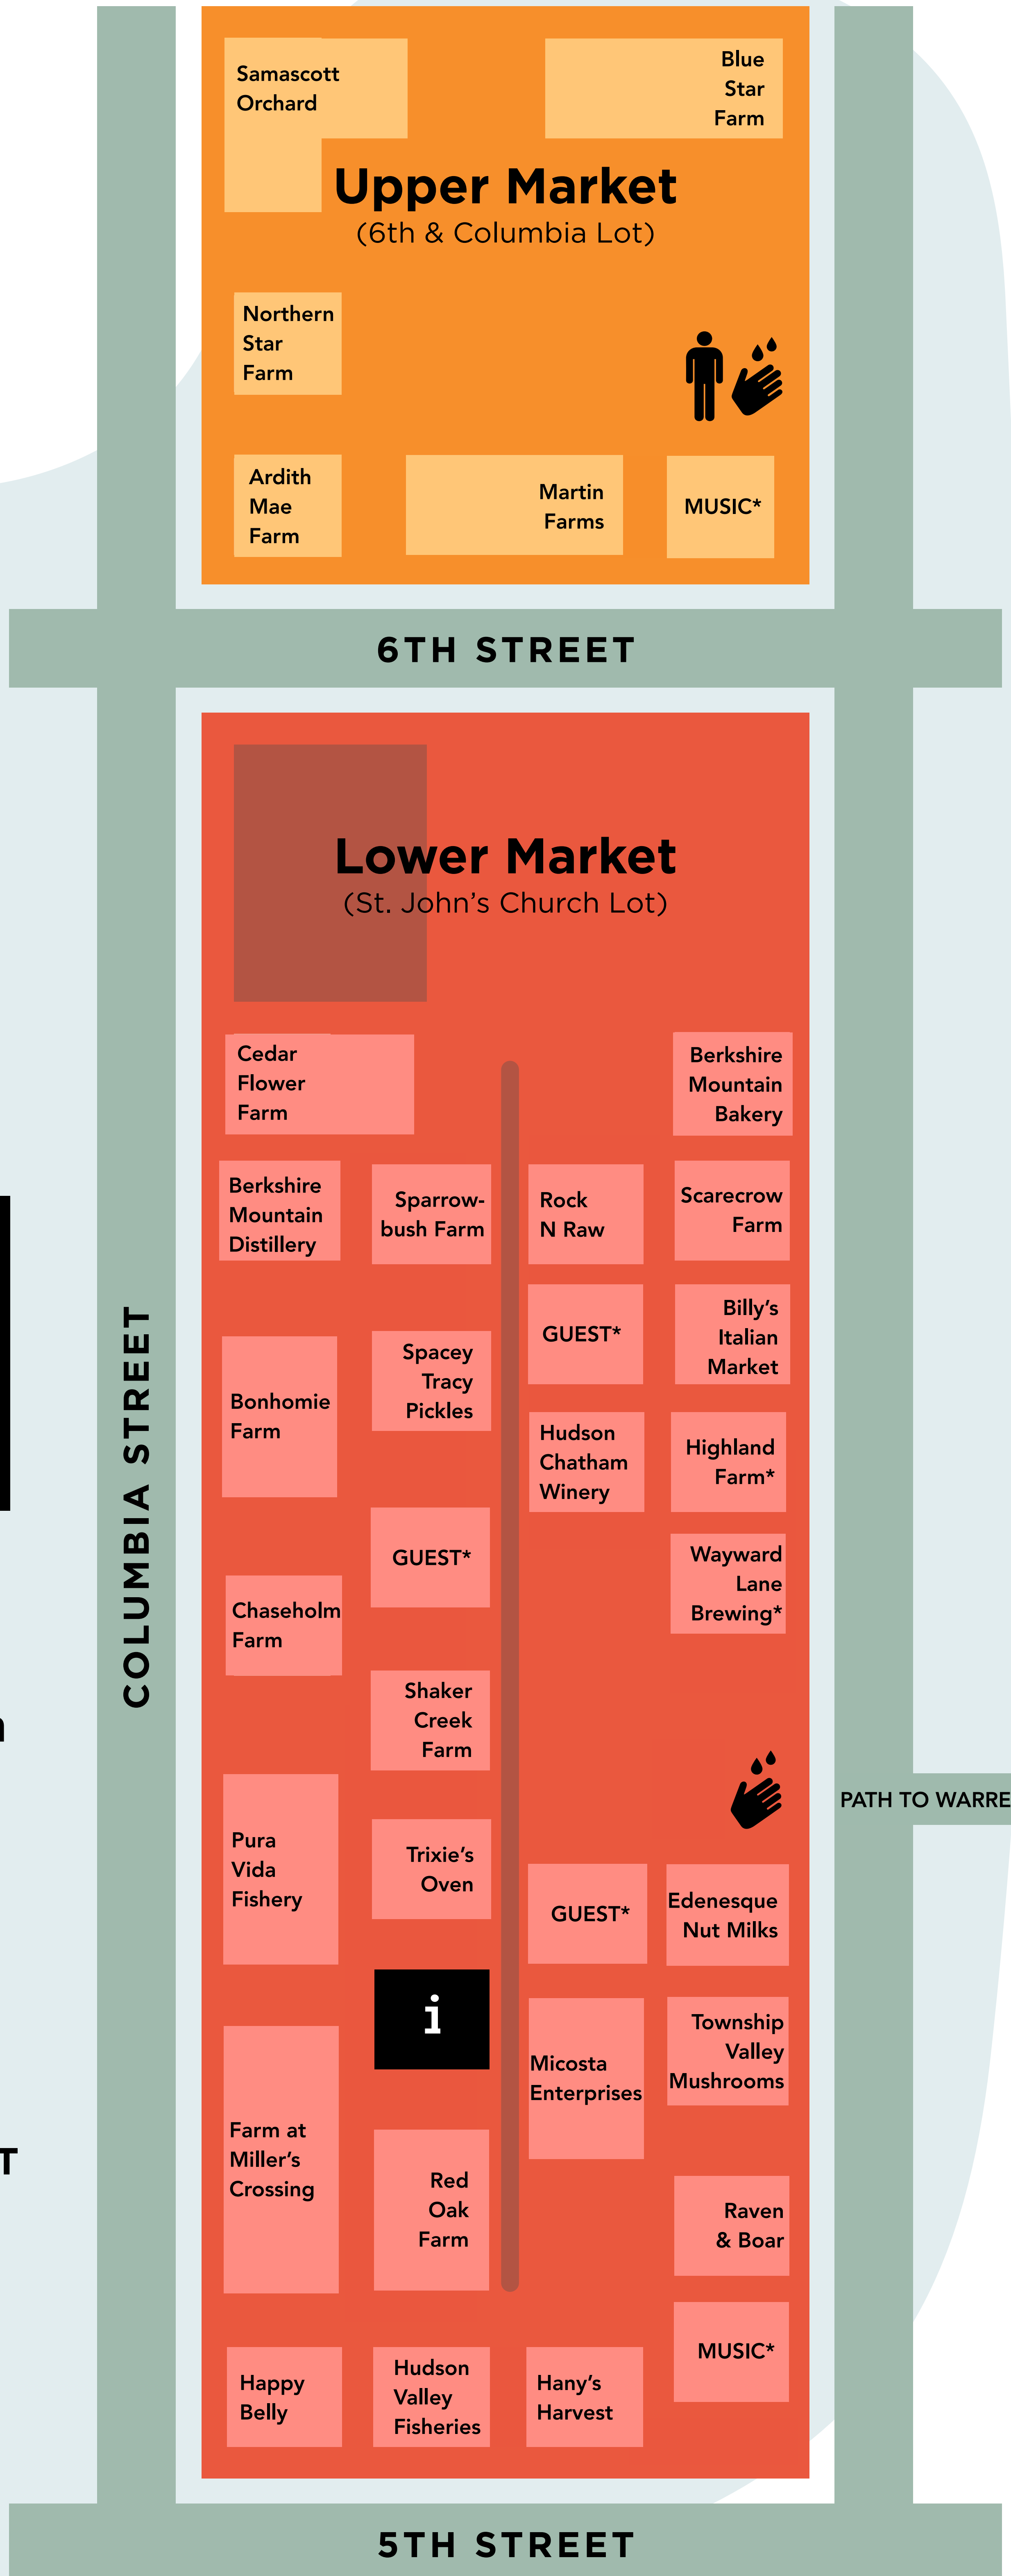 Samascott
Orchard
Blue
Star
Farm
Upper Market
(6th & Columbia Lot)
Northern
Star
Farm
Ardith
Mae
Farm
Martin
Farms
MUSIC*
6TH STREET
Lower Market
(St. John’s Church Lot)
Cedar
Flower
Farm
Berkshire
Mountain
Bakery
Berkshire
Mountain
Distillery
Sparrow-
bush Farm
Rock
N Raw
Scarecrow
Farm
GUEST*
Billy’s
Italian
Market
Spacey
Tracy
Pickles
Bonhomie
Farm
Hudson
Chatham
Winery
Highland
Farm*
GUEST*
Wayward
Lane
Brewing*
Chaseholm
Farm
COLUMBIA STREET
Shaker
Creek
Farm
PATH TO WARRE
Pura
Vida
Fishery
Trixie’s
Oven
GUEST*
Edenesque
Nut Milks
i
Micosta
Enterprises
Township
Valley
Mushrooms
Farm at
Miller’s
Crossing
T
Red
Oak
Farm
Raven
& Boar
MUSIC*
Happy
Belly
Hudson
Valley
Fisheries
Hany’s
Harvest
5TH STREET